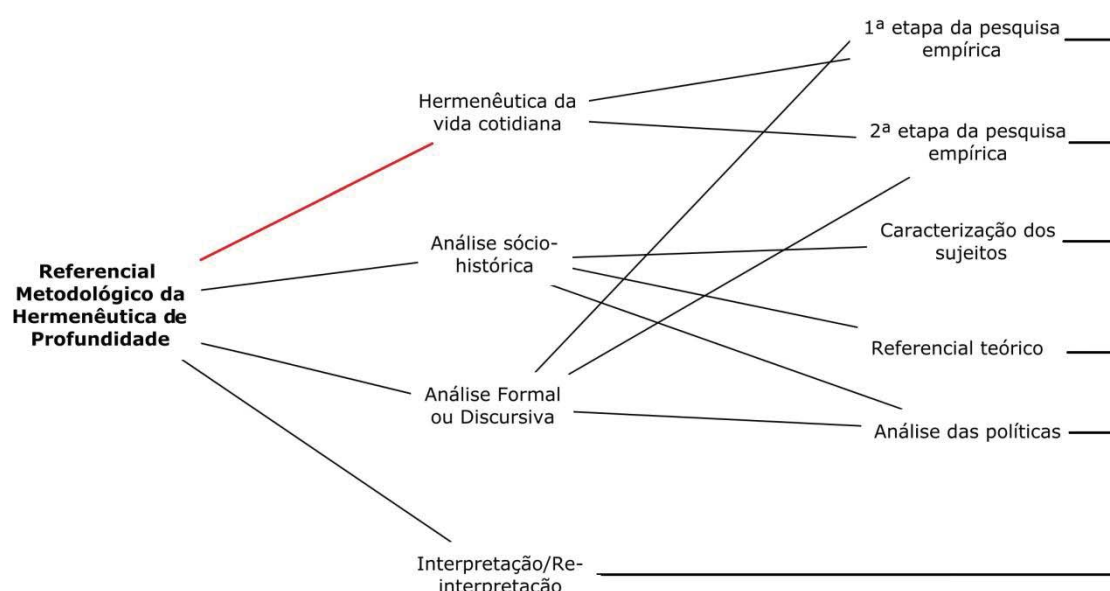 Referencial
Metodológico da
Hermenêutica de
Profundidade
Hermenêutica da
vida cotidiana
Análise sócio-
histórica
Análise Formal
ou Discursiva
Interpretação/Re-
interpretação
1ª etapa da pesquisa
empírica
2ª etapa da pesquisa
empírica
Caracterização dos
sujeitos
Referencial teórico
Análise das políticas